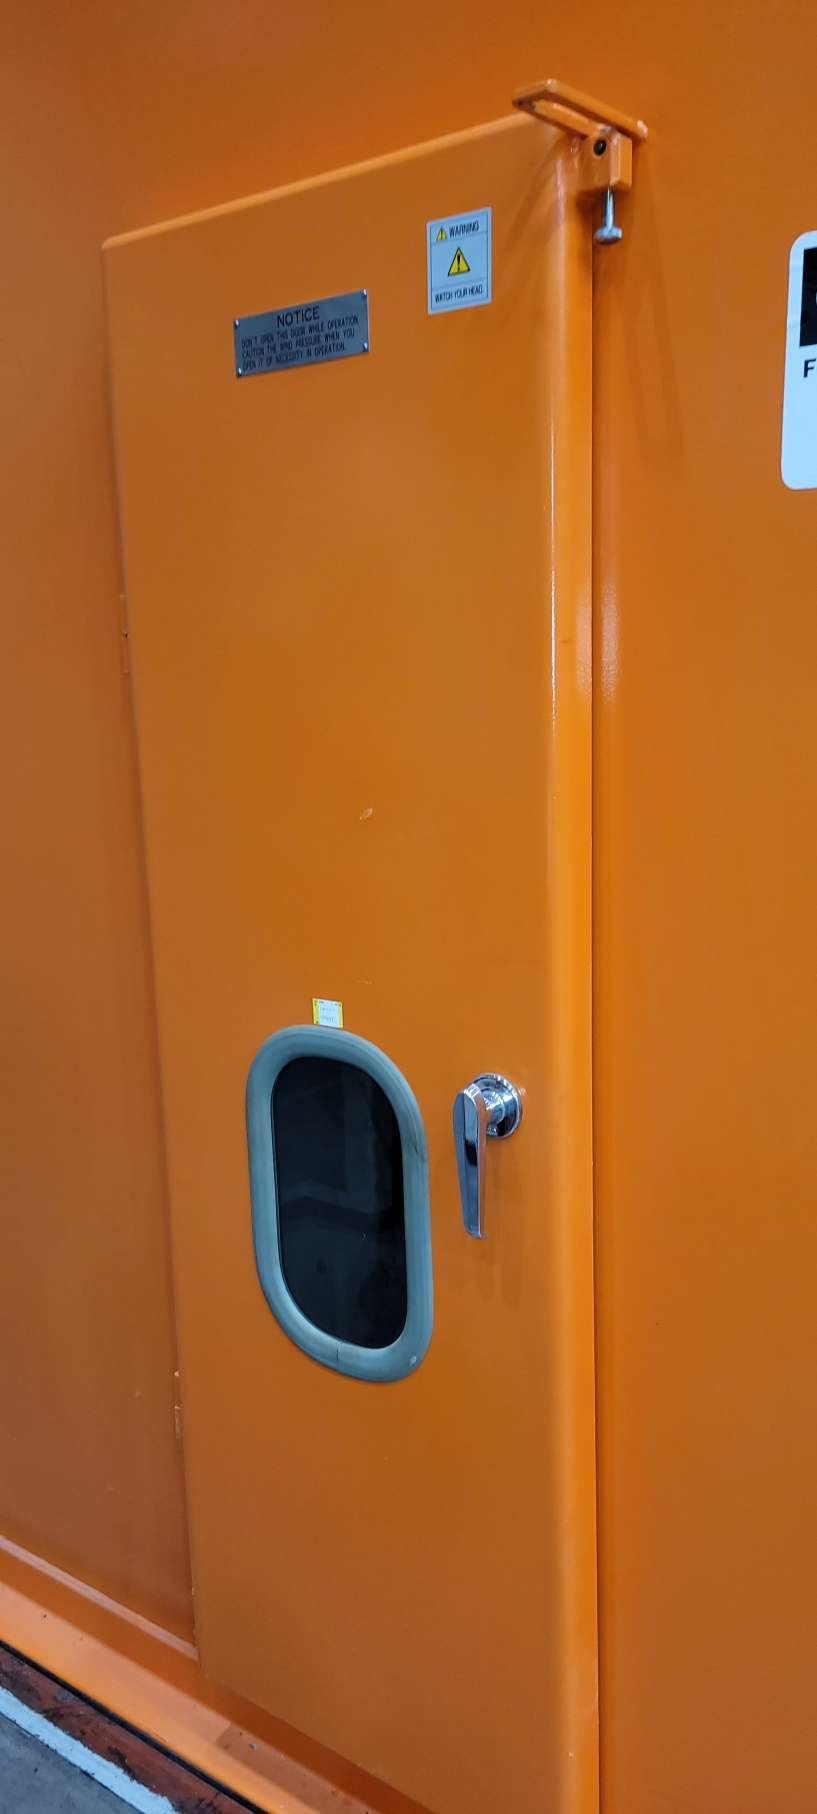 WARNING
WATCH YOUR HEAD.
NOTICE
DON'T OPEN THIS DOOR WHILE OPERATION.
CAUTION THE WIND PRESSURE WHEN YOU
OPEN IT OF NECESSITY IN OPERATION.
F